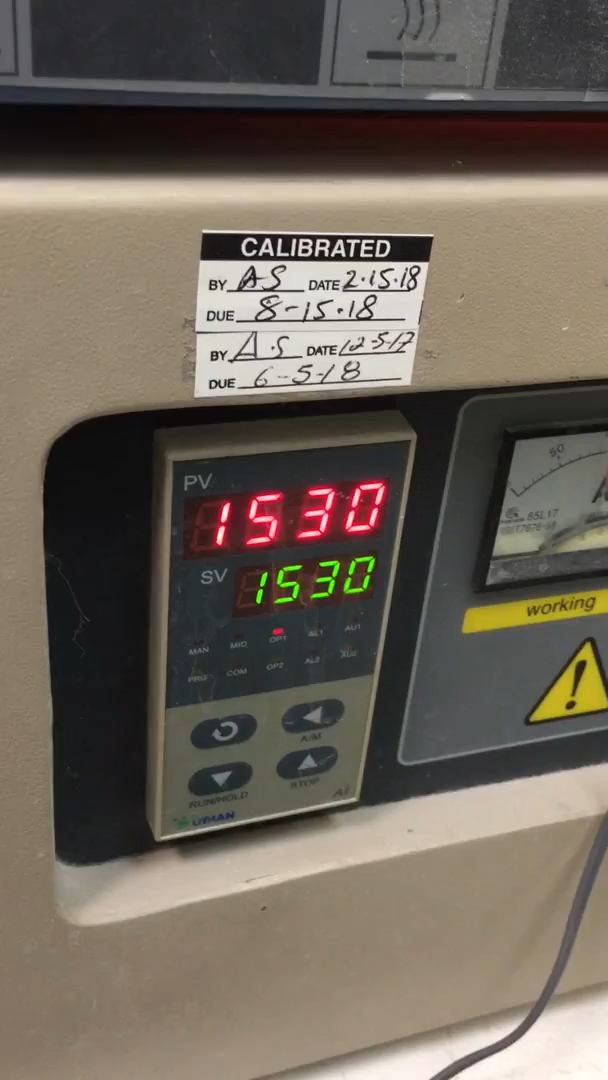 CALIBRATED
BY A-S DATE 2.15.18
DUE 8-15.18
BY A.S DATE 12-5-17
DUE 6-5-18
PV
1530
SV 1530
MAN MIO OP1 AL1 AU1
PRG COM OP2 AL2 AU2
A/M
RUN/HOLD STOP
AI
50
A
85L17
working